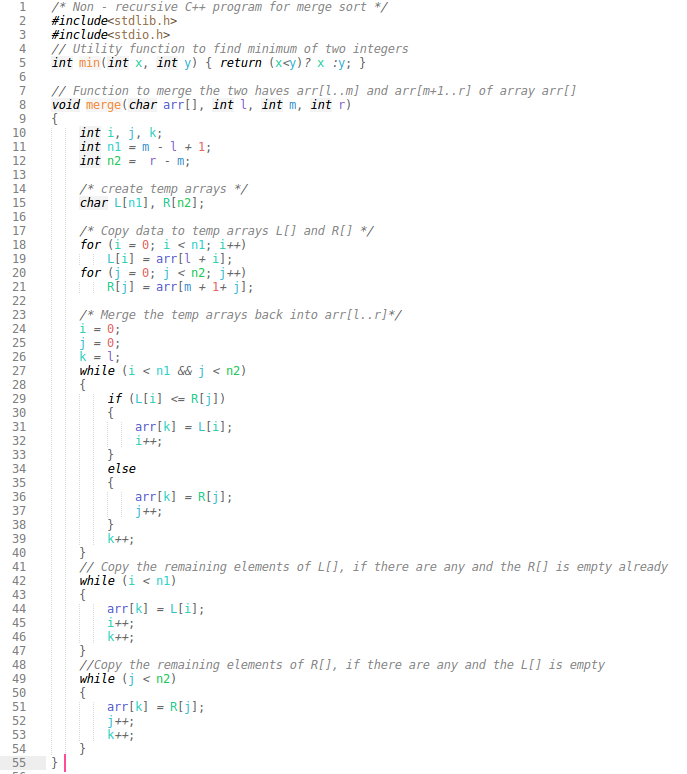 1 /* Non - recursive C++ program for merge sort */
2 #include<stdlib.h>
3 #include<stdio.h>
4 // Utility function to find minimum of two integers
5 int min(int x, int y) { return (x<y)? x :y; }
6
7 // Function to merge the two haves arr[l..m] and arr[m+1..r] of array arr[]
8 void merge(char arr[], int l, int m, int r)
9 {
10     int i, j, k;
11     int n1 = m - l + 1;
12     int n2 =  r - m;
13
14     /* create temp arrays */
15     char L[n1], R[n2];
16
17     /* Copy data to temp arrays L[] and R[] */
18     for (i = 0; i < n1; i++)
19         L[i] = arr[l + i];
20     for (j = 0; j < n2; j++)
21         R[j] = arr[m + 1+ j];
22
23     /* Merge the temp arrays back into arr[l..r]*/
24     i = 0;
25     j = 0;
26     k = l;
27     while (i < n1 && j < n2)
28     {
29         if (L[i] <= R[j])
30         {
31             arr[k] = L[i];
32             i++;
33         }
34         else
35         {
36             arr[k] = R[j];
37             j++;
38         }
39         k++;
40     }
41     // Copy the remaining elements of L[], if there are any and the R[] is empty already
42     while (i < n1)
43     {
44         arr[k] = L[i];
45         i++;
46         k++;
47     }
48     //Copy the remaining elements of R[], if there are any and the L[] is empty
49     while (j < n2)
50     {
51         arr[k] = R[j];
52         j++;
53         k++;
54     }
55 }